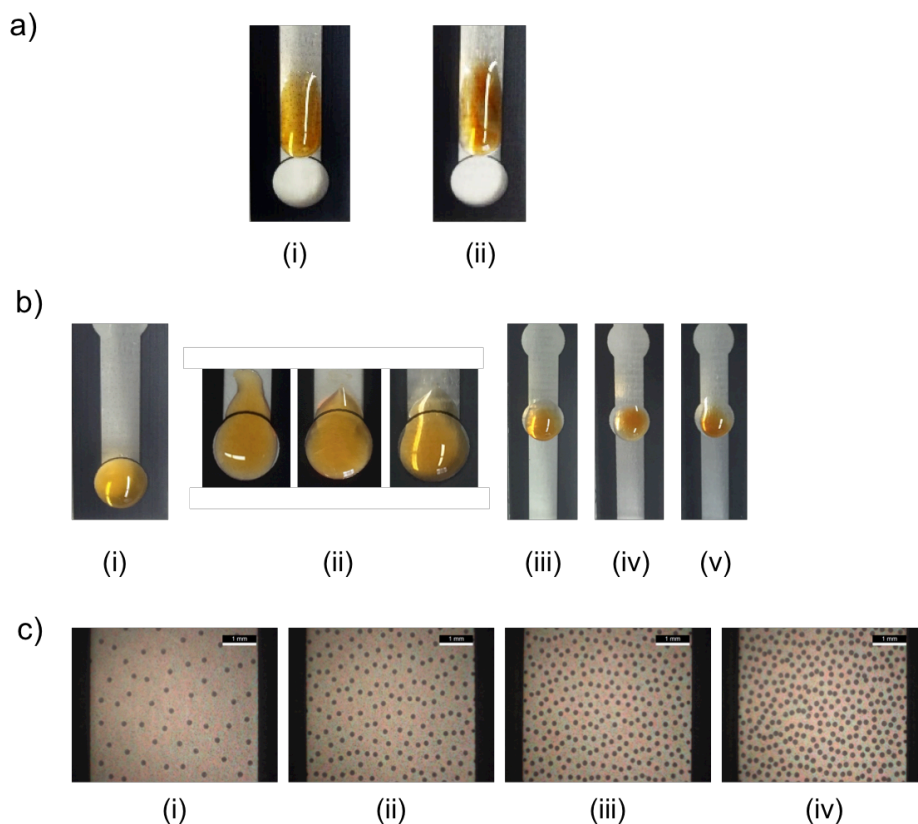 a)
(i) (ii)
b)
(i) (ii) (iii) (iv) (v)
c)
1 mm 1 mm 1 mm 1 mm
(i) (ii) (iii) (iv)